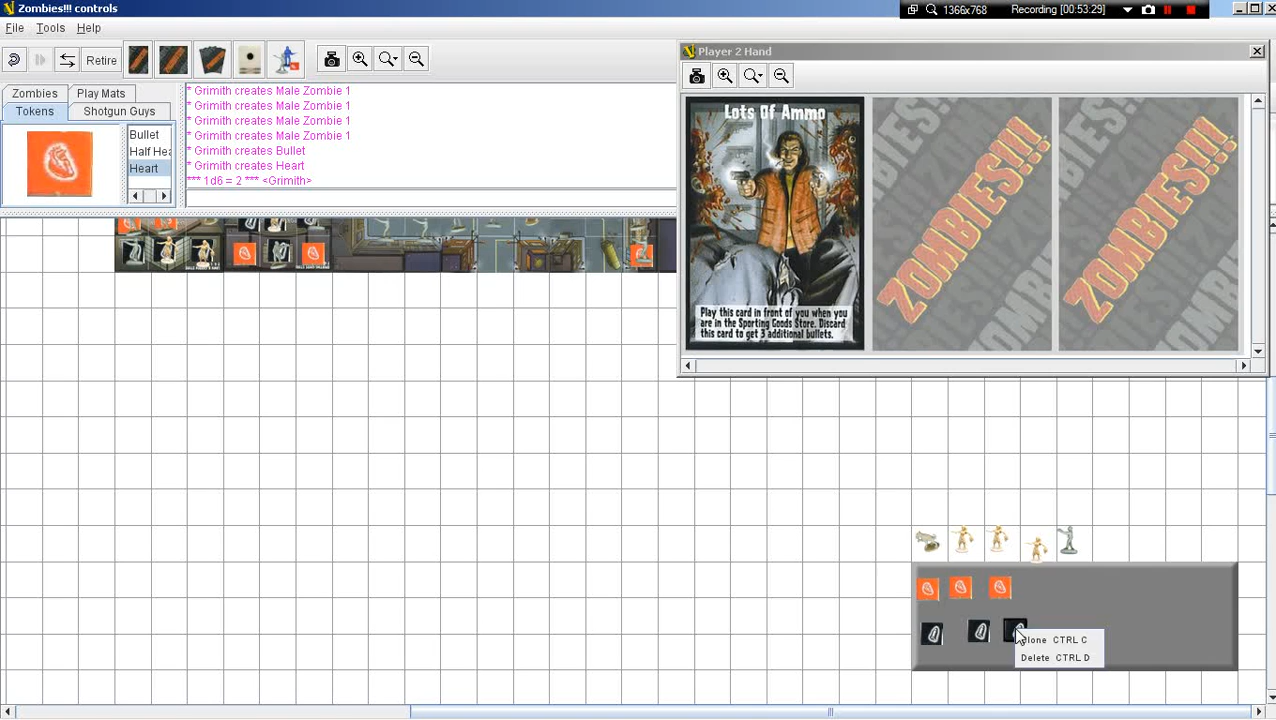 Zombies!!! controls
1366x768
Recording [00:53:29]
File Tools Help
Retire
Player 2 Hand
Zombies Play Mats
Tokens Shotgun Guys
Bullet
Half Hea
Heart
* Grimith creates Male Zombie 1
* Grimith creates Male Zombie 1
* Grimith creates Male Zombie 1
* Grimith creates Male Zombie 1
* Grimith creates Bullet
* Grimith creates Heart
*** 1d6 = 2 *** <Grimith>
Lots Of Ammo
Play this card in front of you when you
are in the Sporting Goods Store. Discard
this card to get 3 additional bullets.
ZOMBIES!!!
ZOMBIES!!!
lone CTRL C
Delete CTRL D